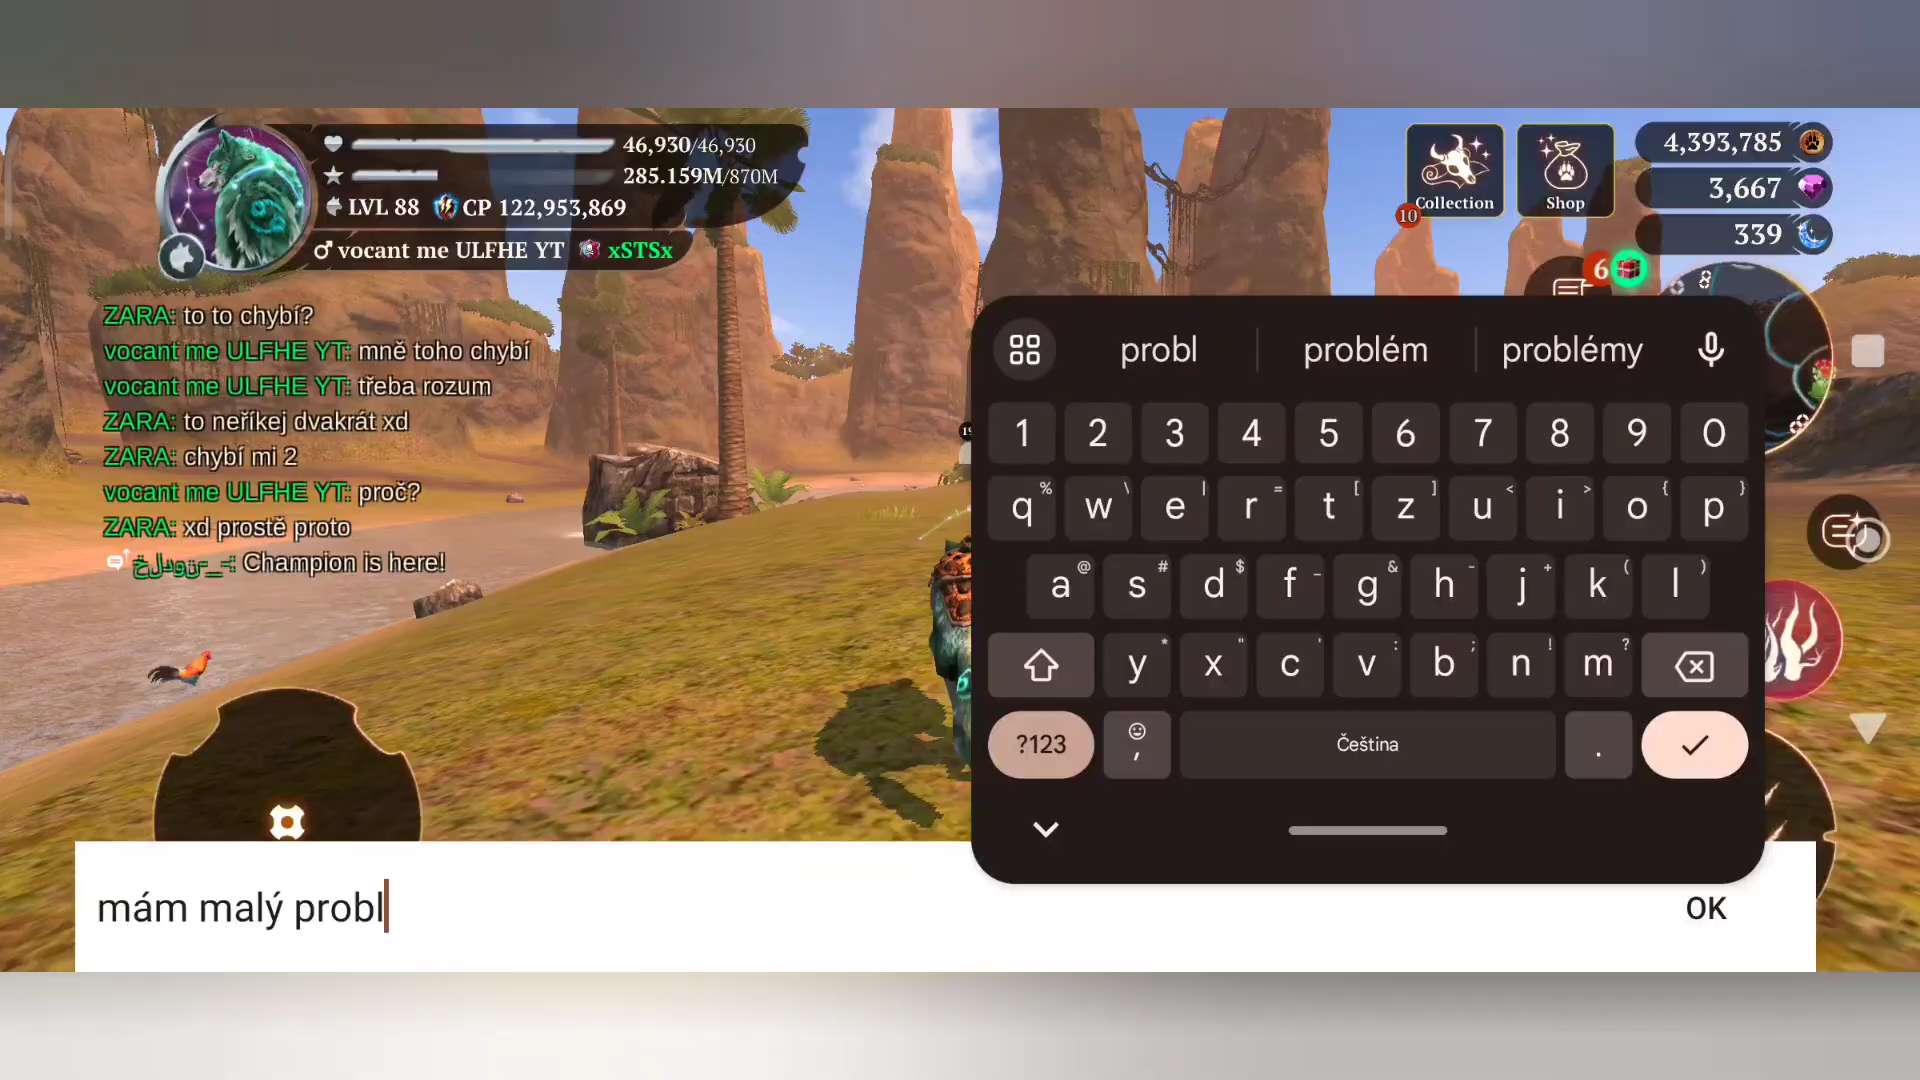 46,930/46,930
285.159M/870M
LVL 88 CP 122,953,869
vocant me ULFHE YT xSTSx
Collection
10
Shop
4,393,785
3,667
339
6
ZARA: to to chybí?
vocant me ULFHE YT: mně toho chybí
vocant me ULFHE YT: třeba rozum
ZARA: to neříkej dvakrát xd
ZARA: chybí mi 2
vocant me ULFHE YT: proč?
ZARA: xd prostě proto
Champion is here!
probl problém problémy
1 2 3 4 5 6 7 8 9 0
q % w \ e | r = t [ z ] u < i > o { p }
a @ s # d $ f _ g & h - j + k ( l )
y * x " c ' v : b ; n ! m ?
?123 , Čeština .
mám malý probl
OK